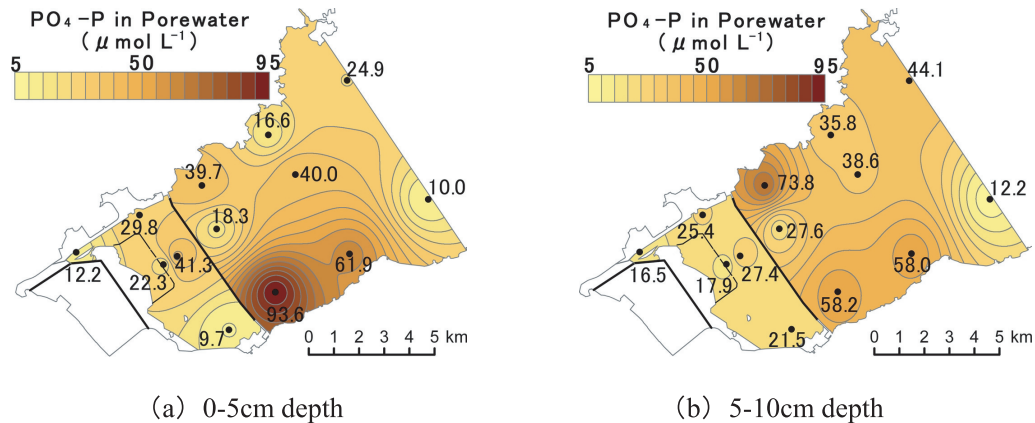 PO₄-P in Porewater
(μ mol L⁻¹)
5 50 95
24.9
16.6
39.7
40.0
10.0
18.3
29.8
41.3
61.9
12.2
22.3
93.6
9.7
0 1 2 3 4 5 km
(a) 0-5cm depth
PO₄-P in Porewater
(μ mol L⁻¹)
5 50 95
44.1
35.8
38.6
73.8
12.2
25.4
27.6
27.4
58.0
16.5
17.9
58.2
21.5
0 1 2 3 4 5 km
(b) 5-10cm depth